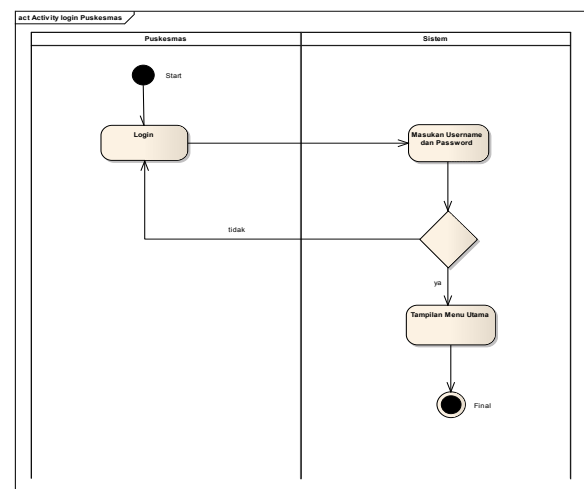 act Activity login Puskesmas
Puskesmas
Sistem
Start
Login
Masukan Username
dan Password
tidak
ya
Tampilan Menu Utama
Final